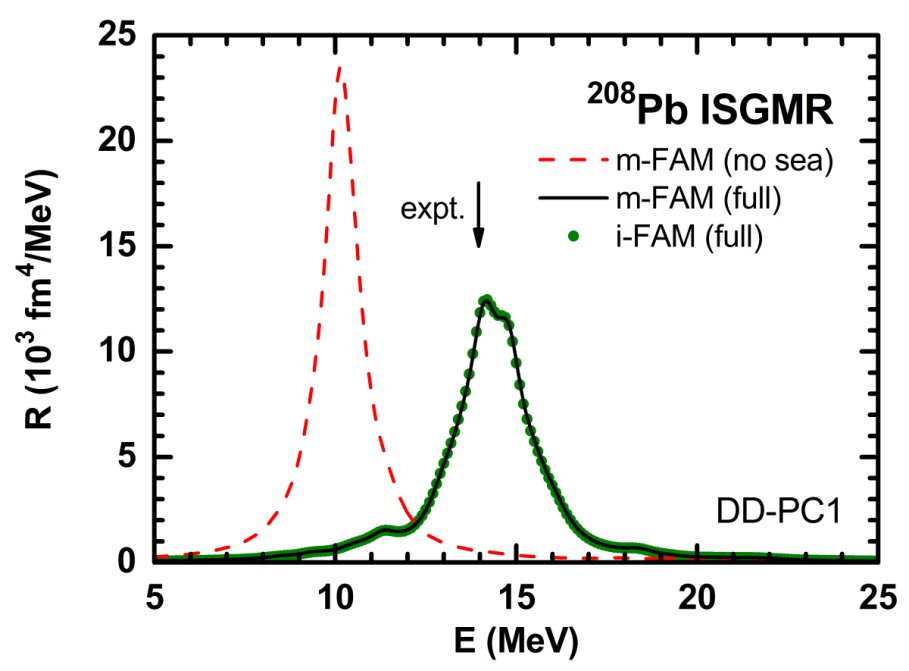 25
20
15
10
5
0
R (10³ fm⁴/MeV)
²⁰⁸Pb ISGMR
m-FAM (no sea)
m-FAM (full)
i-FAM (full)
expt.
DD-PC1
5 10 15 20 25
E (MeV)